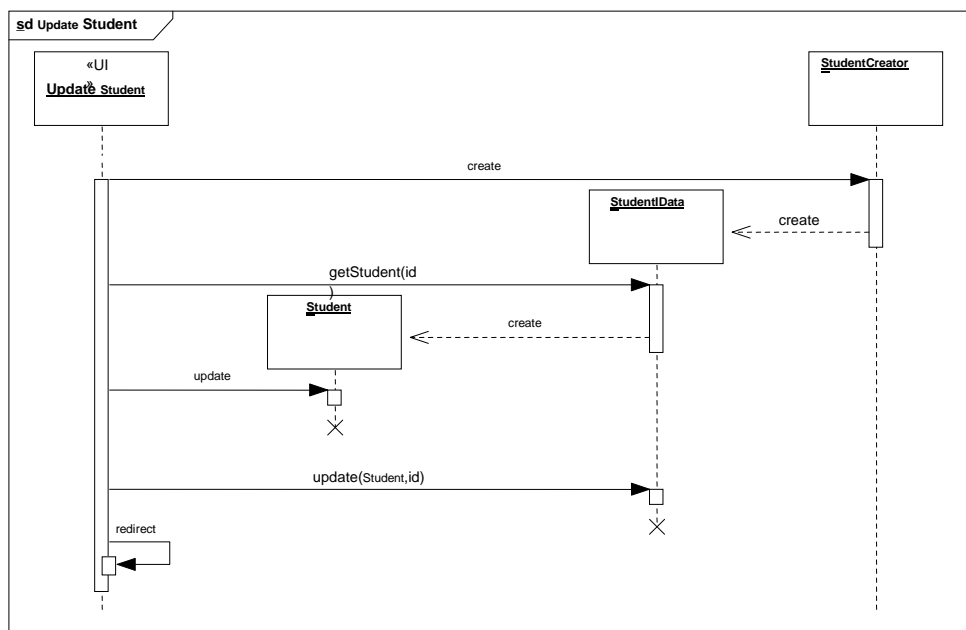 sd Update Student
«UI
»
Update Student
StudentCreator
create
StudentIData
create
getStudent(id
)
Student
create
update
update(Student,id)
redirect